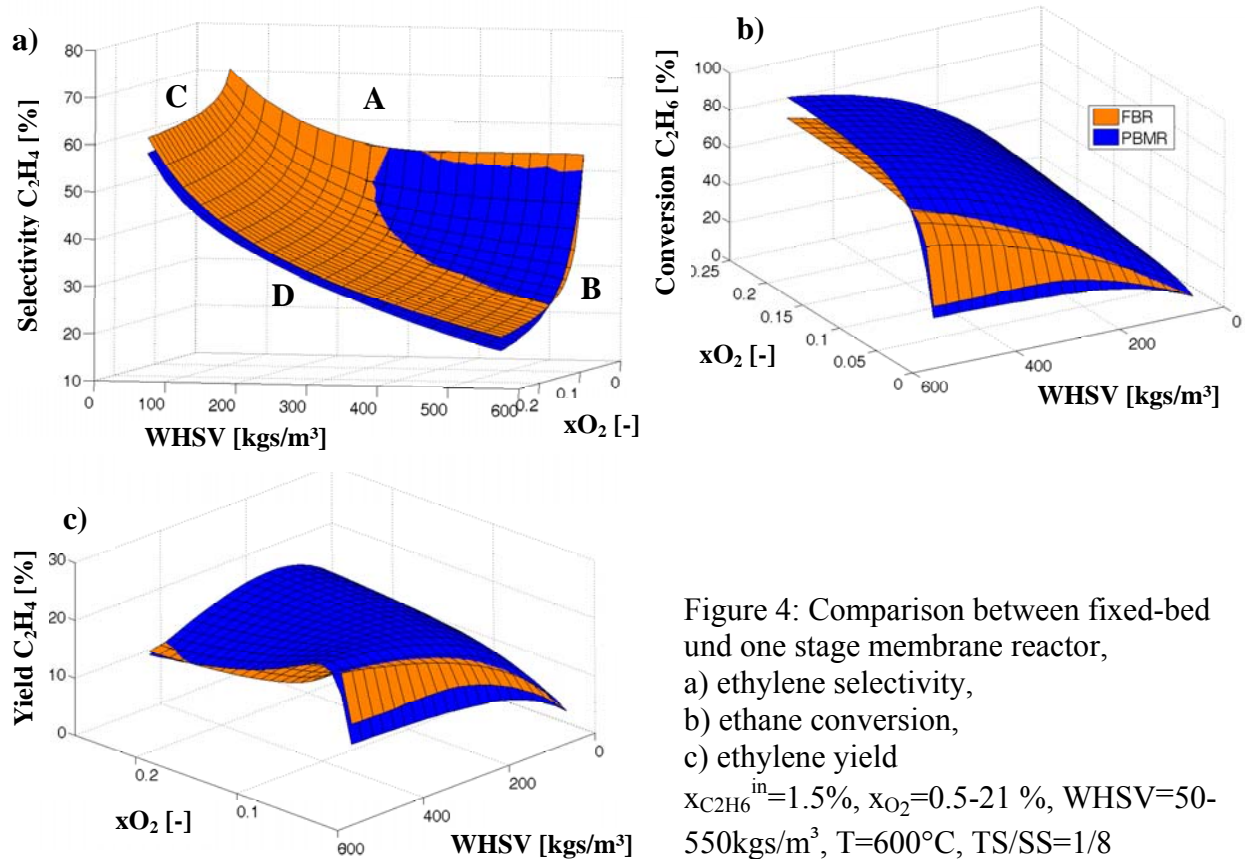 a)
80
70
60
50
40
30
20
10
Selectivity C₂H₄ [%]
C
A
B
D
0
100
200
300
400
500
600
0.2
0.1
0
WHSV [kgs/m³]
xO₂ [-]
b)
100
80
60
40
20
0
Conversion C₂H₆ [%]
FBR
PBMR
0.25
0.2
0.15
0.1
0.05
0
600
400
200
0
xO₂ [-]
WHSV [kgs/m³]
c)
30
20
10
0
Yield C₂H₄ [%]
0.2
0.1
600
400
200
0
xO₂ [-]
WHSV [kgs/m³]
Figure 4: Comparison between fixed-bed
und one stage membrane reactor,
a) ethylene selectivity,
b) ethane conversion,
c) ethylene yield
x_C2H6^in=1.5%, x_O2=0.5-21 %, WHSV=50-
550kgs/m³, T=600°C, TS/SS=1/8